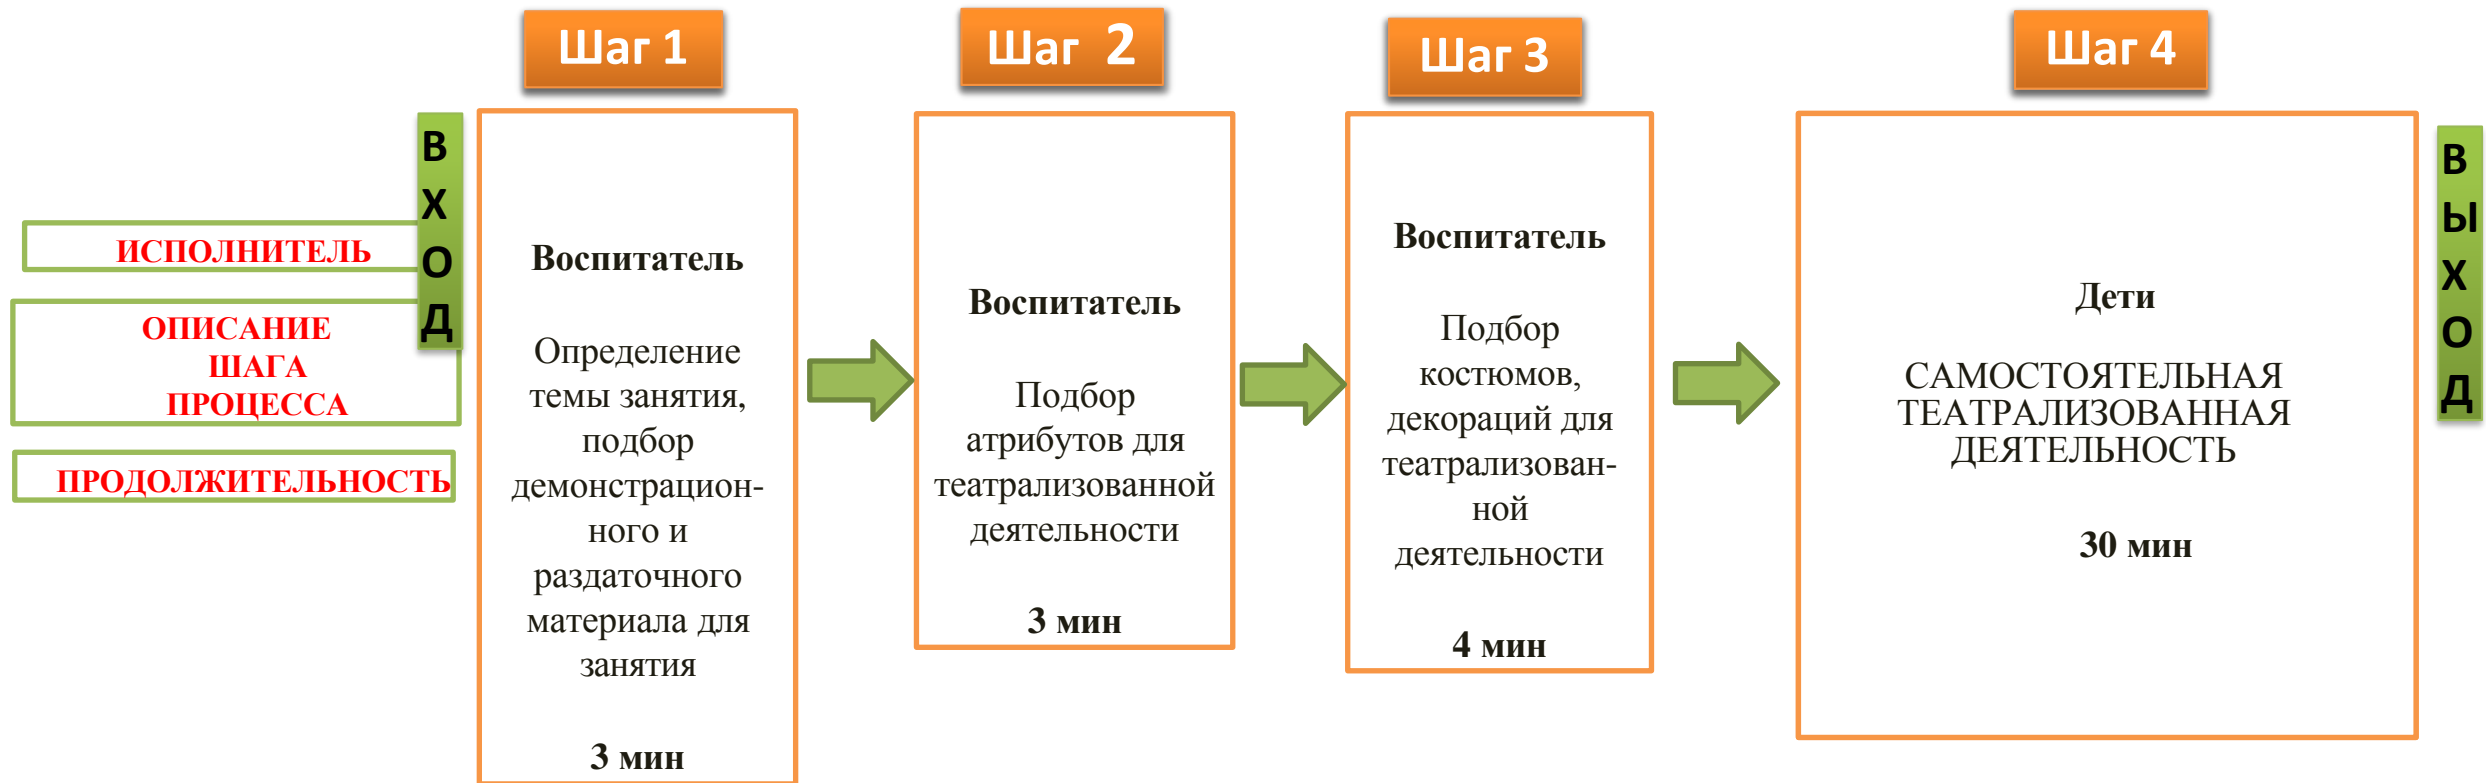 Шаг 1
Шаг 2
Шаг 3
Шаг 4
ВХОД
ИСПОЛНИТЕЛЬ
ОПИСАНИЕ
ШАГА
ПРОЦЕССА
ПРОДОЛЖИТЕЛЬНОСТЬ
Воспитатель
Определение
темы занятия,
подбор
демонстрацион-
ного и
раздаточного
материала для
занятия
3 мин
Воспитатель
Подбор
атрибутов для
театрализованной
деятельности
3 мин
Воспитатель
Подбор
костюмов,
декораций для
театрализован-
ной
деятельности
4 мин
Дети
САМОСТОЯТЕЛЬНАЯ
ТЕАТРАЛИЗОВАННАЯ
ДЕЯТЕЛЬНОСТЬ
30 мин
ВЫХОД